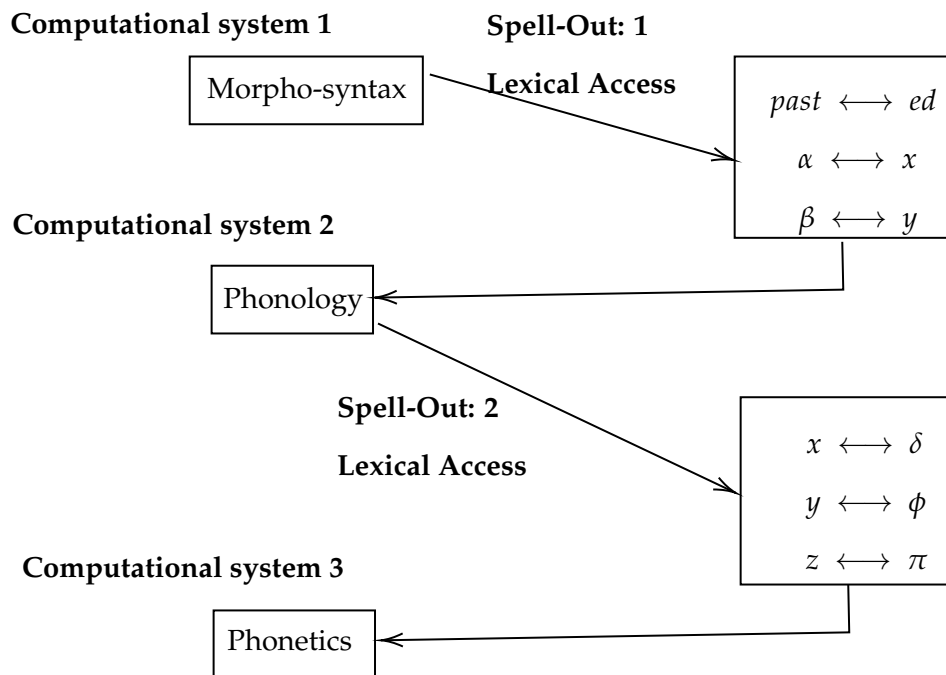 Computational system 1
Spell-Out: 1
Morpho-syntax
Lexical Access
past ⟷ ed
α ⟷ x
β ⟷ y
Computational system 2
Phonology
Spell-Out: 2
Lexical Access
x ⟷ δ
y ⟷ ϕ
z ⟷ π
Computational system 3
Phonetics